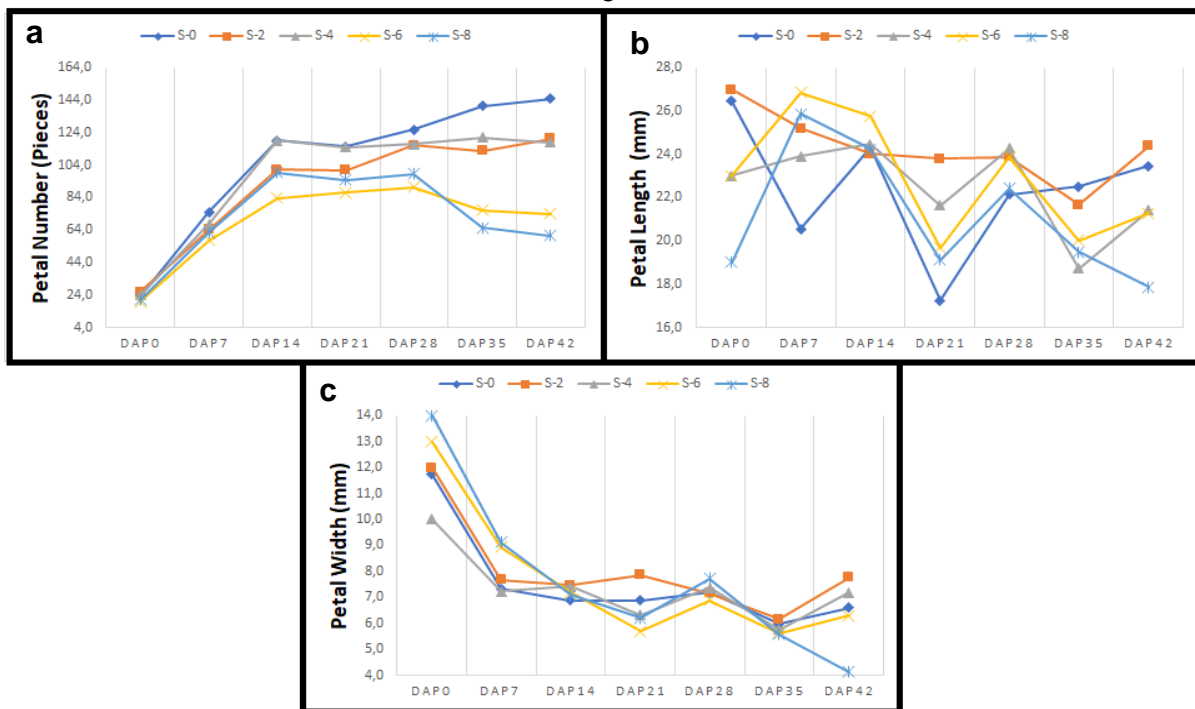 a
S-0 S-2 S-4 S-6 S-8
Petal Number (Pieces)
164,0
144,0
124,0
104,0
84,0
64,0
44,0
24,0
4,0
DAP0 DAP7 DAP14 DAP21 DAP28 DAP35 DAP42
b
S-0 S-2 S-4 S-6 S-8
Petal Length (mm)
28,0
26,0
24,0
22,0
20,0
18,0
16,0
DAP0 DAP7 DAP14 DAP21 DAP28 DAP35 DAP42
c
S-0 S-2 S-4 S-6 S-8
Petal Width (mm)
14,0
13,0
12,0
11,0
10,0
9,0
8,0
7,0
6,0
5,0
4,0
DAP0 DAP7 DAP14 DAP21 DAP28 DAP35 DAP42